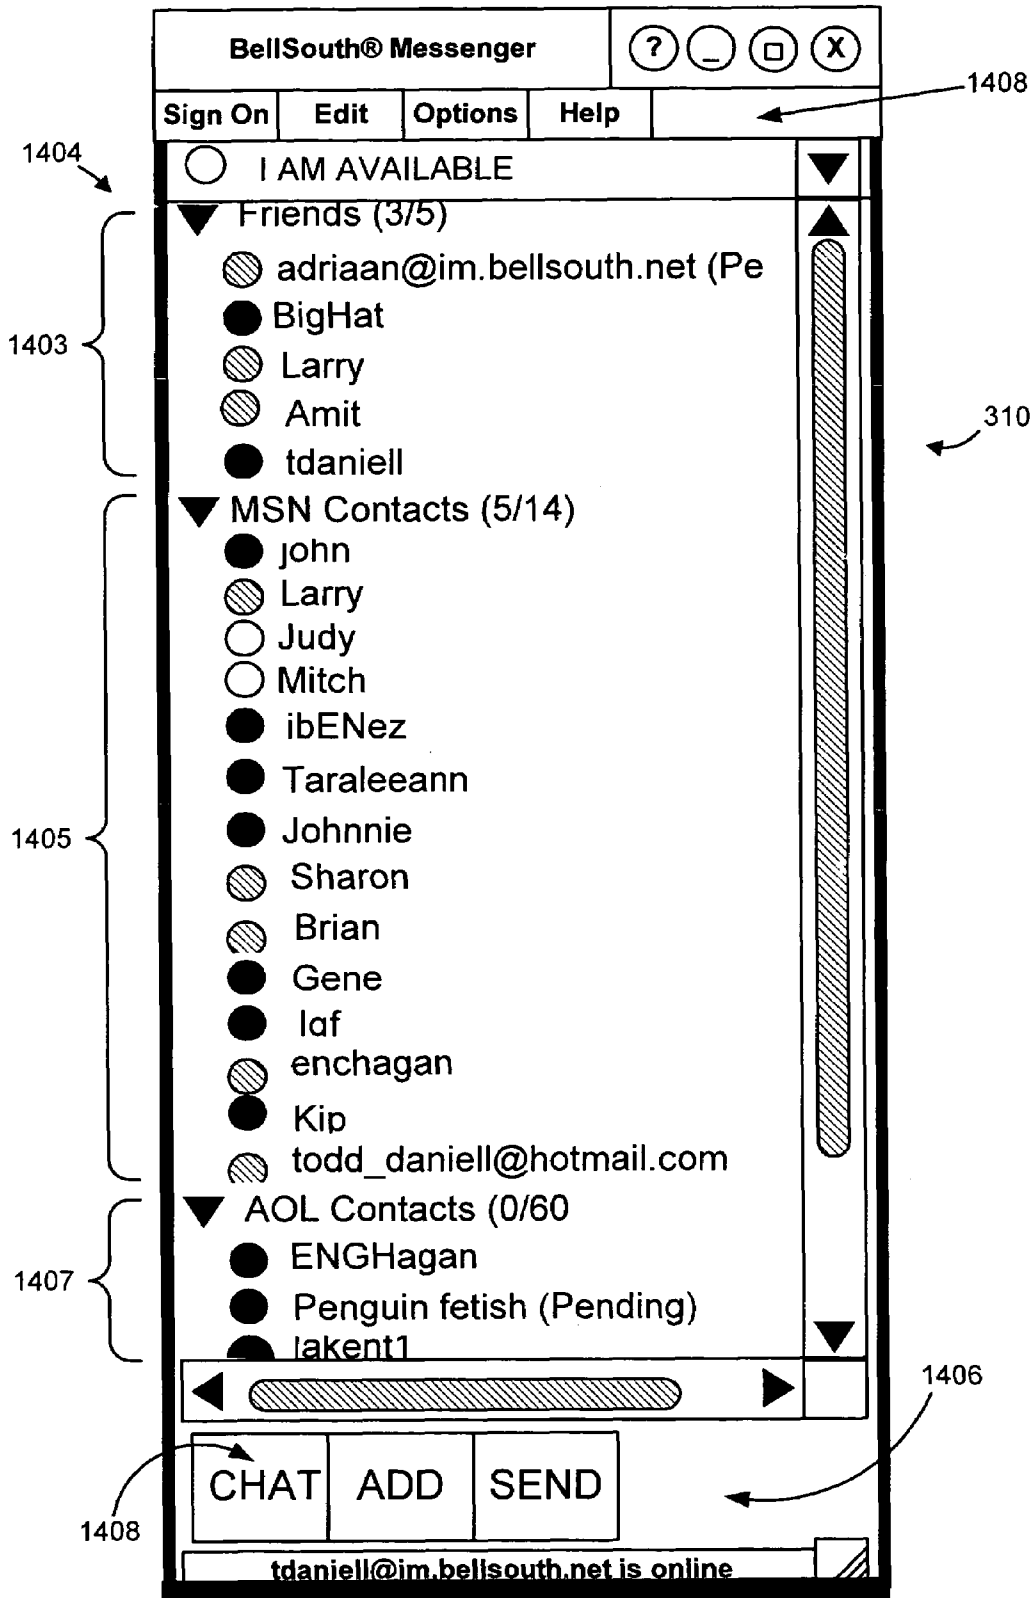 BellSouth® Messenger
? _ □ X
Sign On Edit Options Help
1408
1404
I AM AVAILABLE
Friends (3/5)
adriaan@im.bellsouth.net (Pe
BigHat
1403
Larry
Amit
310
tdaniell
MSN Contacts (5/14)
john
Larry
Judy
Mitch
ibENez
Taraleeann
1405
Johnnie
Sharon
Brian
Gene
laf
enchagan
Kip
todd_daniell@hotmail.com
AOL Contacts (0/60
ENGHagan
1407
Penguin fetish (Pending)
lakent1
1406
CHAT ADD SEND
1408
tdaniell@im.bellsouth.net is online